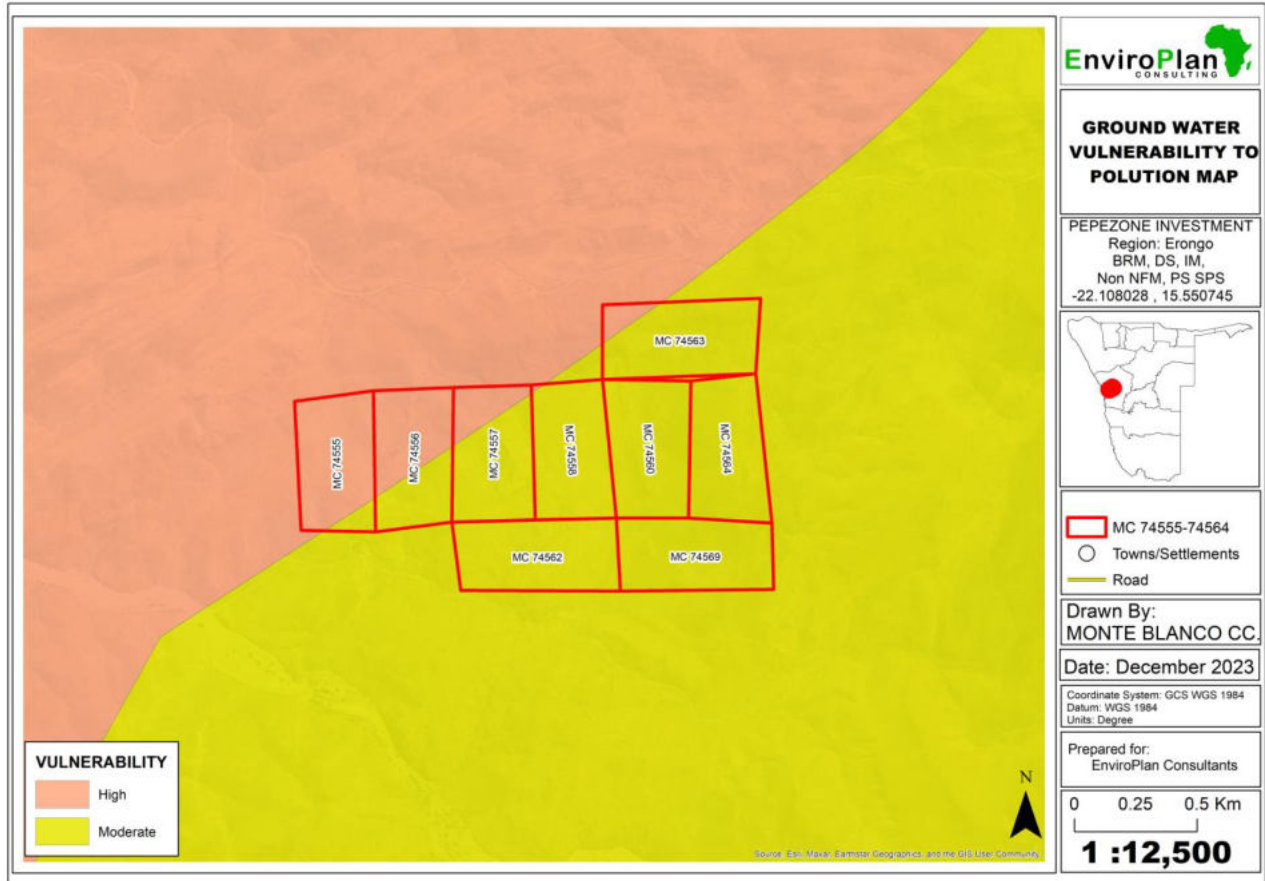 EnviroPlan
CONSULTING
GROUND WATER
VULNERABILITY TO
POLUTION MAP
PEPEZONE INVESTMENT
Region: Erongo
BRM, DS, IM,
Non NFM, PS SPS
-22.108028 , 15.550745
MC 74555-74564
Towns/Settlements
Road
Drawn By:
MONTE BLANCO CC.
Date: December 2023
Coordinate System: GCS WGS 1984
Datum: WGS 1984
Units: Degree
Prepared for:
EnviroPlan Consultants
0 0.25 0.5 Km
1 :12,500
MC 74563
MC 74555
MC 74556
MC 74557
MC 74558
MC 74560
MC 74564
MC 74562
MC 74569
VULNERABILITY
High
Moderate
N
Source: Esri, Maxar, Earthstar Geographics, and the GIS User Community